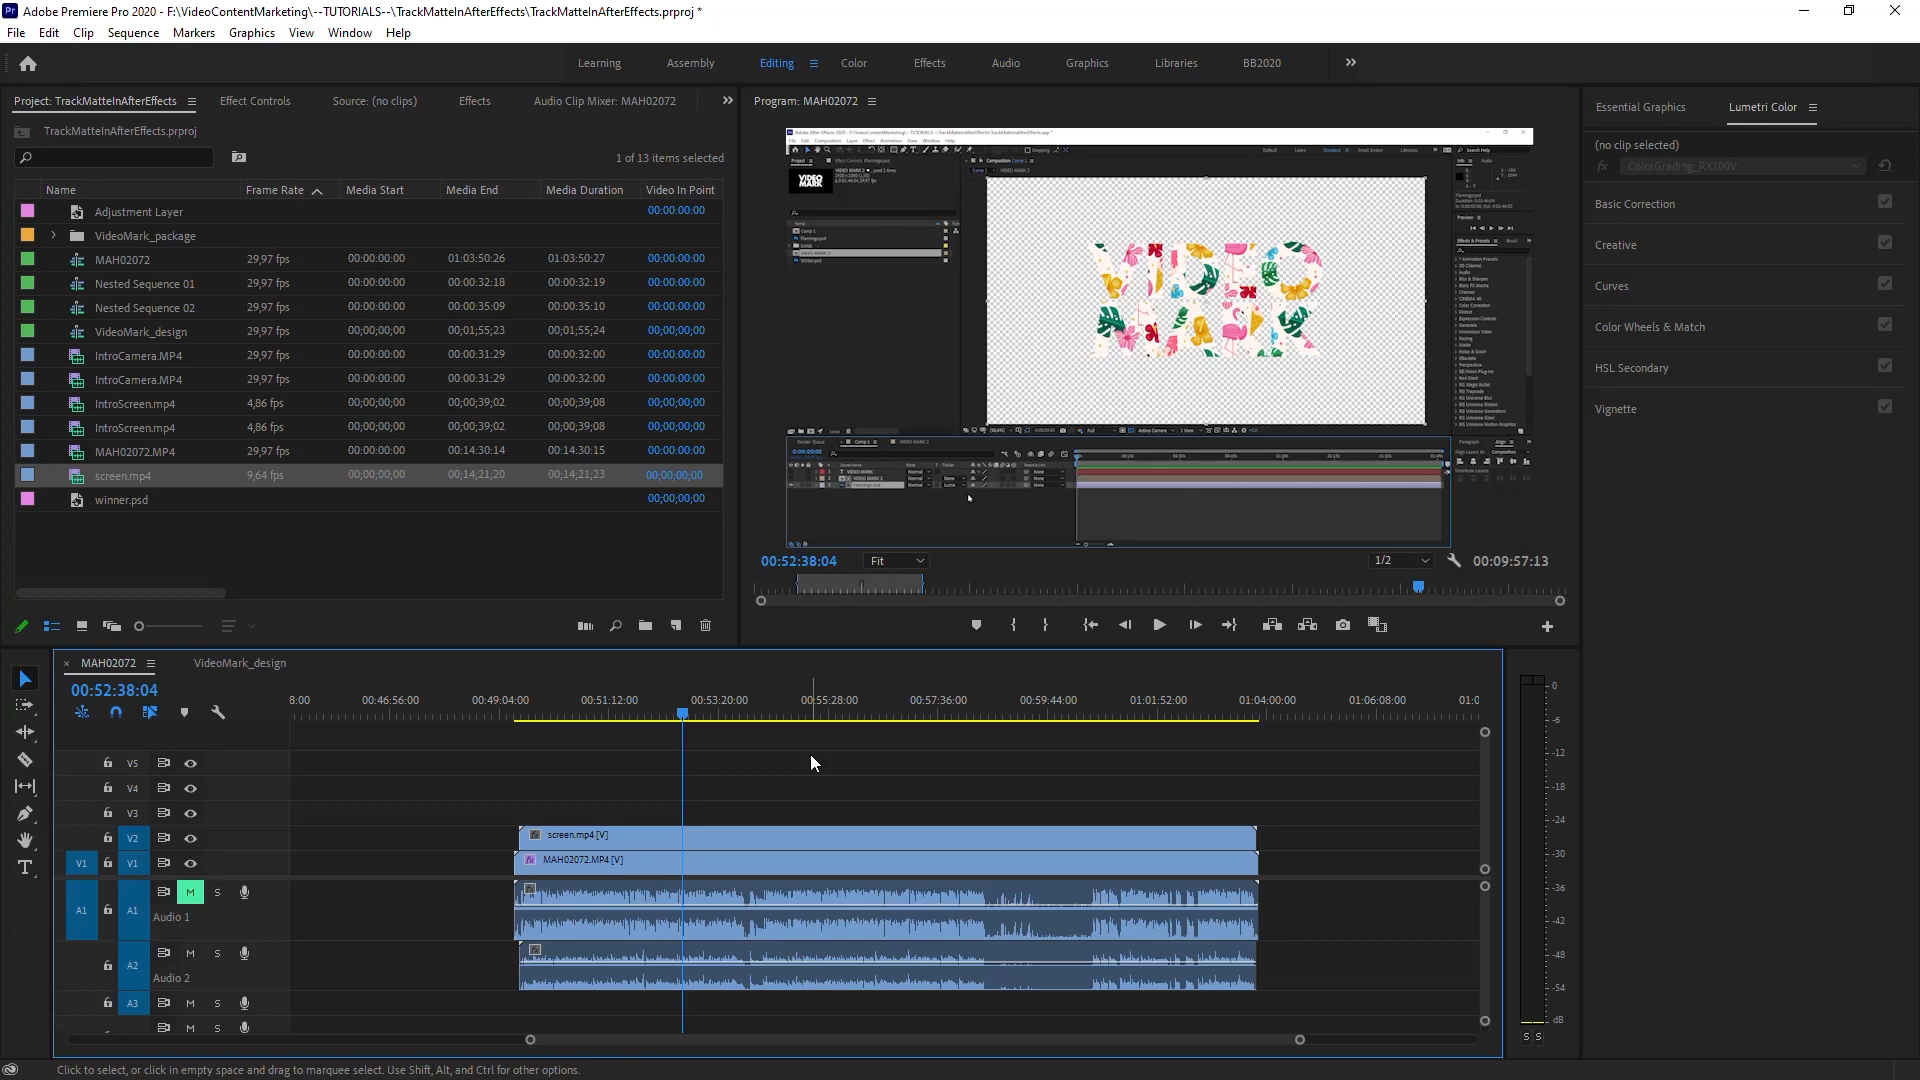 Adobe Premiere Pro 2020 - F:\VideoContentMarketing\--TUTORIALS--\TrackMatteInAfterEffects\TrackMatteInAfterEffects.prproj *
File Edit Clip Sequence Markers Graphics View Window Help
Learning Assembly Editing Color Effects Audio Graphics Libraries BB2020
Project: TrackMatteInAfterEffects Effect Controls Source: (no clips) Effects Audio Clip Mixer: MAH02072
Program: MAH02072
Essential Graphics Lumetri Color
TrackMatteInAfterEffects.prproj
1 of 13 items selected
Name Frame Rate Media Start Media End Media Duration Video In Point
Adjustment Layer 00:00:00:00
VideoMark_package
MAH02072 29,97 fps 00:00:00:00 01:03:50:26 01:03:50:27 00:00:00:00
Nested Sequence 01 29,97 fps 00:00:00:00 00:00:32:18 00:00:32:19 00:00:00:00
Nested Sequence 02 29,97 fps 00:00:00:00 00:00:35:09 00:00:35:10 00:00:00:00
VideoMark_design 29,97 fps 00;00;00;00 00;01;55;23 00;01;55;24 00;00;00;00
IntroCamera.MP4 29,97 fps 00:00:00:00 00:00:31:29 00:00:32:00 00:00:00:00
IntroCamera.MP4 29,97 fps 00:00:00:00 00:00:31:29 00:00:32:00 00:00:00:00
IntroScreen.mp4 4,86 fps 00;00;00;00 00;00;39;02 00;00;39;08 00;00;00;00
IntroScreen.mp4 4,86 fps 00;00;00;00 00;00;39;02 00;00;39;08 00;00;00;00
MAH02072.MP4 29,97 fps 00:00:00:00 00:14:30:14 00:14:30:15 00:00:00:00
screen.mp4 9,64 fps 00;00;00;00 00;14;21;20 00;14;21;23 00;00;00;00
winner.psd 00;00;00;00
VIDEO
MARK
VIDEO
MARK
00:52:38:04 Fit 1/2 00:09:57:13
(no clip selected)
fx ColorGrading_RX100V
Basic Correction
Creative
Curves
Color Wheels & Match
HSL Secondary
Vignette
MAH02072 VideoMark_design
00:52:38:04
8:00 00:46:56:00 00:49:04:00 00:51:12:00 00:53:20:00 00:55:28:00 00:57:36:00 00:59:44:00 01:01:52:00 01:04:00:00 01:06:08:00 01:0
V5
V4
V3
V2 fx screen.mp4 [V]
V1 V1 fx MAH02072.MP4 [V]
A1 A1 M S
Audio 1
A2 M S
Audio 2
A3 M S
M S
0
-6
-12
-18
-24
-30
-36
-42
-48
-54
dB
S S
Click to select, or click in empty space and drag to marquee select. Use Shift, Alt, and Ctrl for other options.